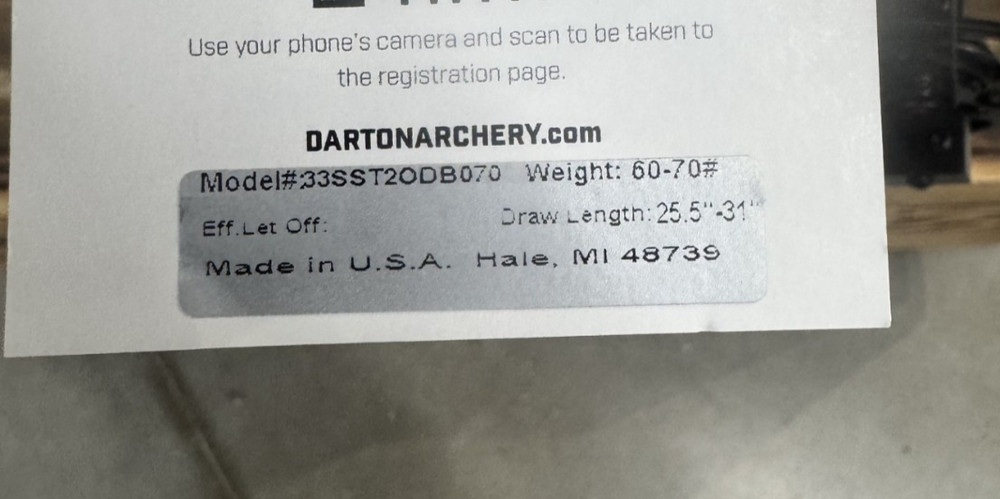 Use your phone's camera and scan to be taken to
the registration page.
DARTONARCHERY.com
Model#:33SST2ODB070 Weight: 60-70#
Eff.Let Off: Draw Length: 25.5"-31"
Made in U.S.A. Hale, MI 48739